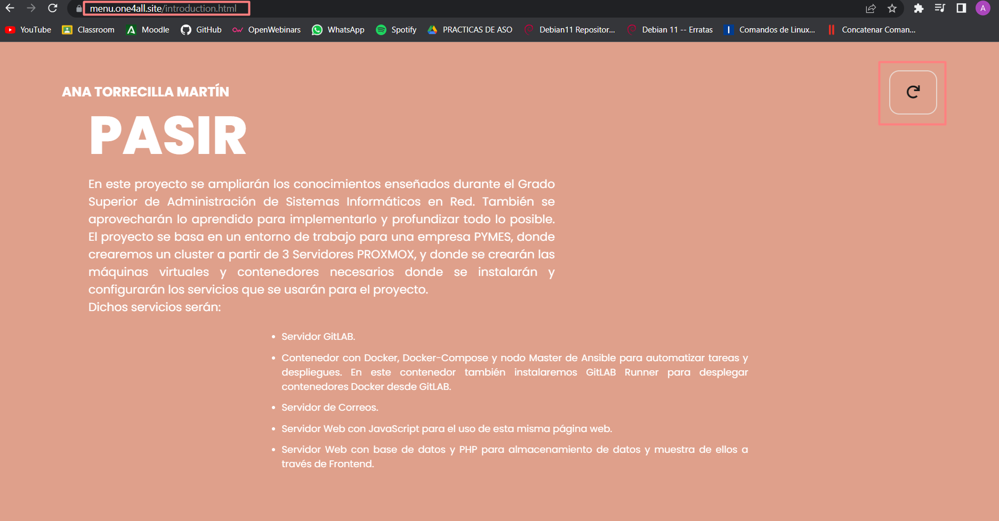 menu.one4all.site/introduction.html
A
YouTube Classroom Moodle GitHub OpenWebinars WhatsApp Spotify PRACTICAS DE ASO Debian11 Repositor... Debian 11 -- Erratas Comandos de Linux... Concatenar Coman...
ANA TORRECILLA MARTÍN
PASIR
En este proyecto se ampliarán los conocimientos enseñados durante el Grado
Superior de Administración de Sistemas Informáticos en Red. También se
aprovecharán lo aprendido para implementarlo y profundizar todo lo posible.
El proyecto se basa en un entorno de trabajo para una empresa PYMES, donde
crearemos un cluster a partir de 3 Servidores PROXMOX, y donde se crearán las
máquinas virtuales y contenedores necesarios donde se instalarán y
configurarán los servicios que se usarán para el proyecto.
Dichos servicios serán:
• Servidor GitLAB.
• Contenedor con Docker, Docker-Compose y nodo Master de Ansible para automatizar tareas y
despliegues. En este contenedor también instalaremos GitLAB Runner para desplegar
contenedores Docker desde GitLAB.
• Servidor de Correos.
• Servidor Web con JavaScript para el uso de esta misma página web.
• Servidor Web con base de datos y PHP para almacenamiento de datos y muestra de ellos a
través de Frontend.